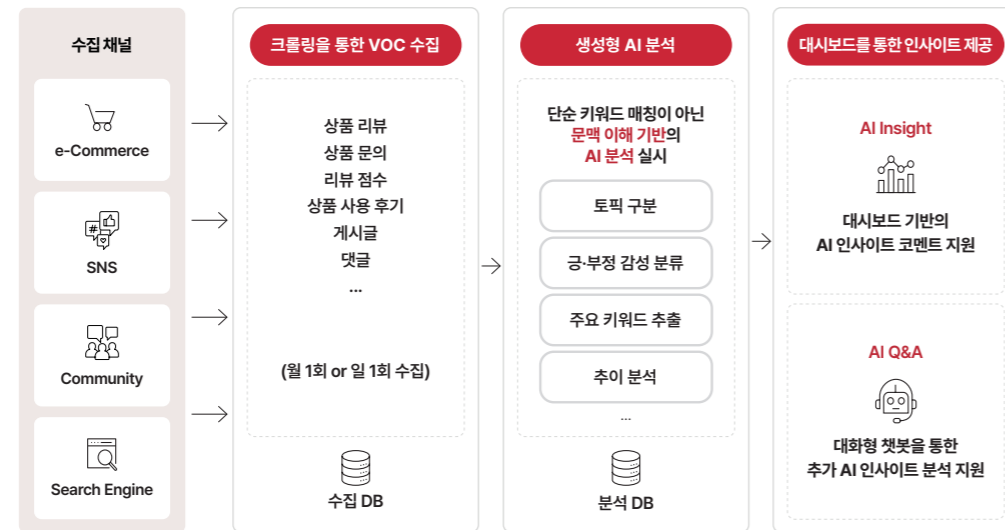 수집 채널
e-Commerce
SNS
#
Community
Search Engine
크롤링을 통한 VOC 수집
상품 리뷰
상품 문의
리뷰 점수
상품 사용 후기
게시글
댓글
...
(월 1회 or 일 1회 수집)
수집 DB
생성형 AI 분석
단순 키워드 매칭이 아닌
문맥 이해 기반의
AI 분석 실시
토픽 구분
긍·부정 감성 분류
주요 키워드 추출
추이 분석
...
분석 DB
대시보드를 통한 인사이트 제공
AI Insight
대시보드 기반의
AI 인사이트 코멘트 지원
AI Q&A
대화형 챗봇을 통한
추가 AI 인사이트 분석 지원